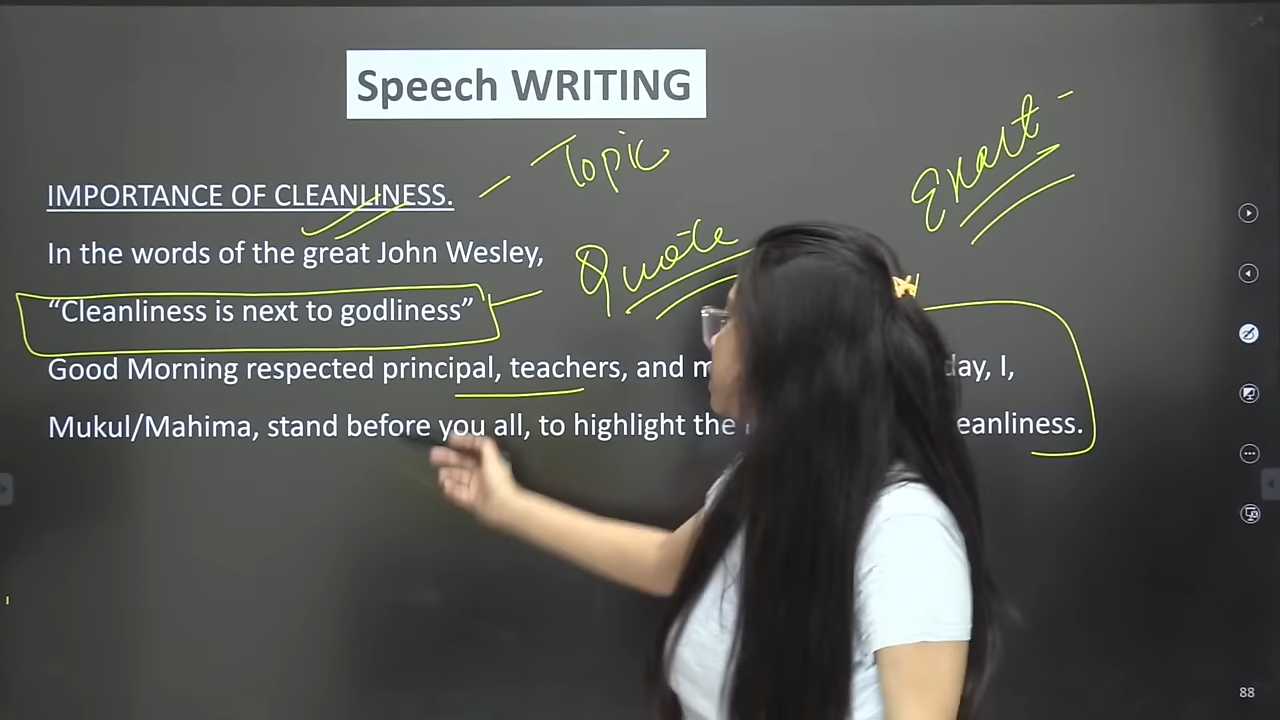 Speech WRITING
Exact -
IMPORTANCE OF CLEANLINESS. - Topic
In the words of the great John Wesley,
Quote
"Cleanliness is next to godliness"
Good Morning respected principal, teachers, and m day, I,
Mukul/Mahima, stand before you all, to highlight the eanliness.
88